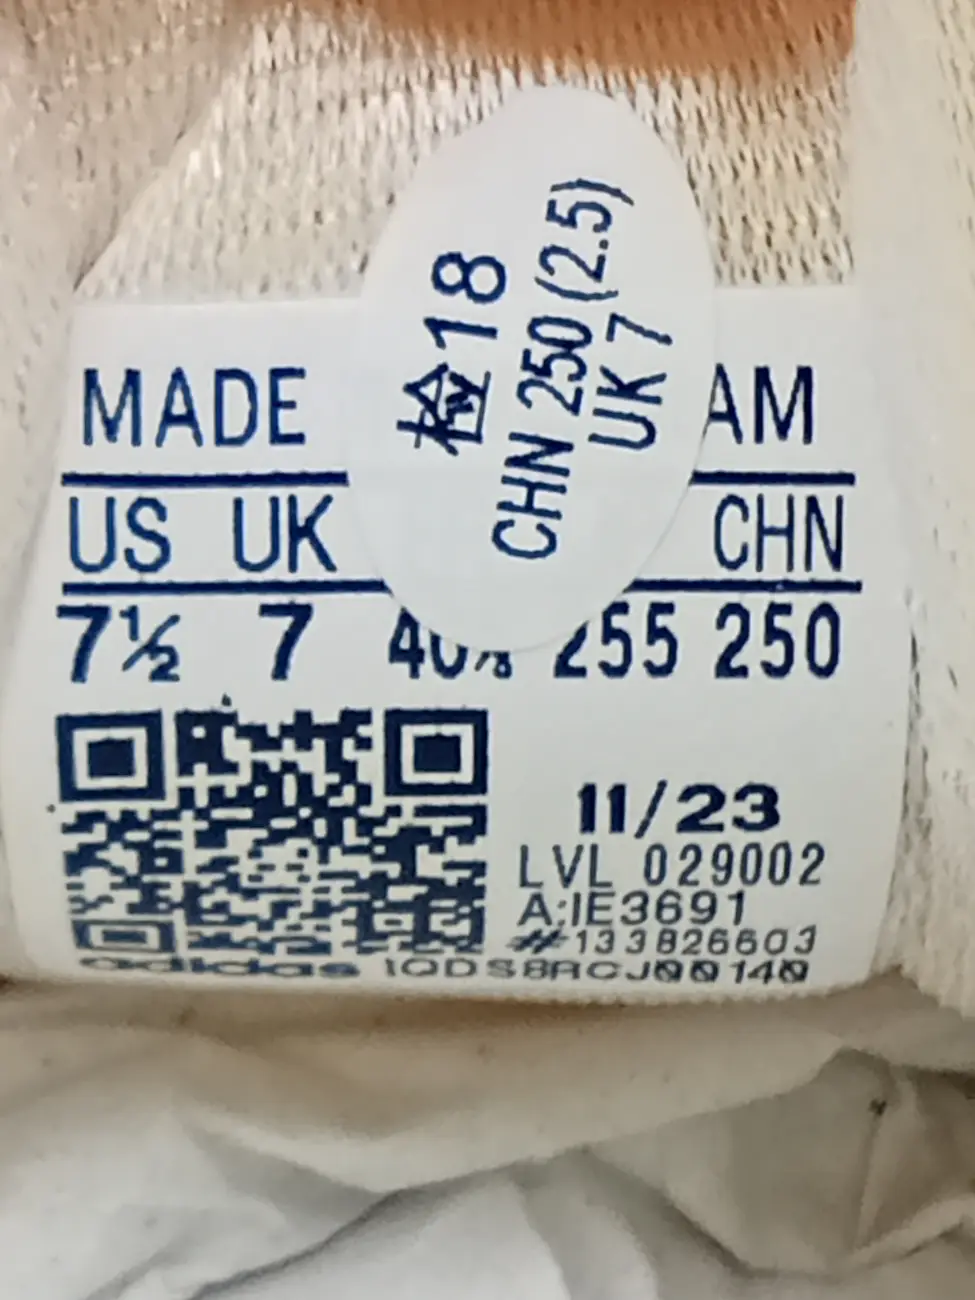 检18
CHN 250(2.5)
UK 7
MADE AM
US UK CHN
7½ 7 40⅔ 255 250
11/23
LVL 029002
A:IE3691
#133826603
adidas 1QDS8RCJ00140